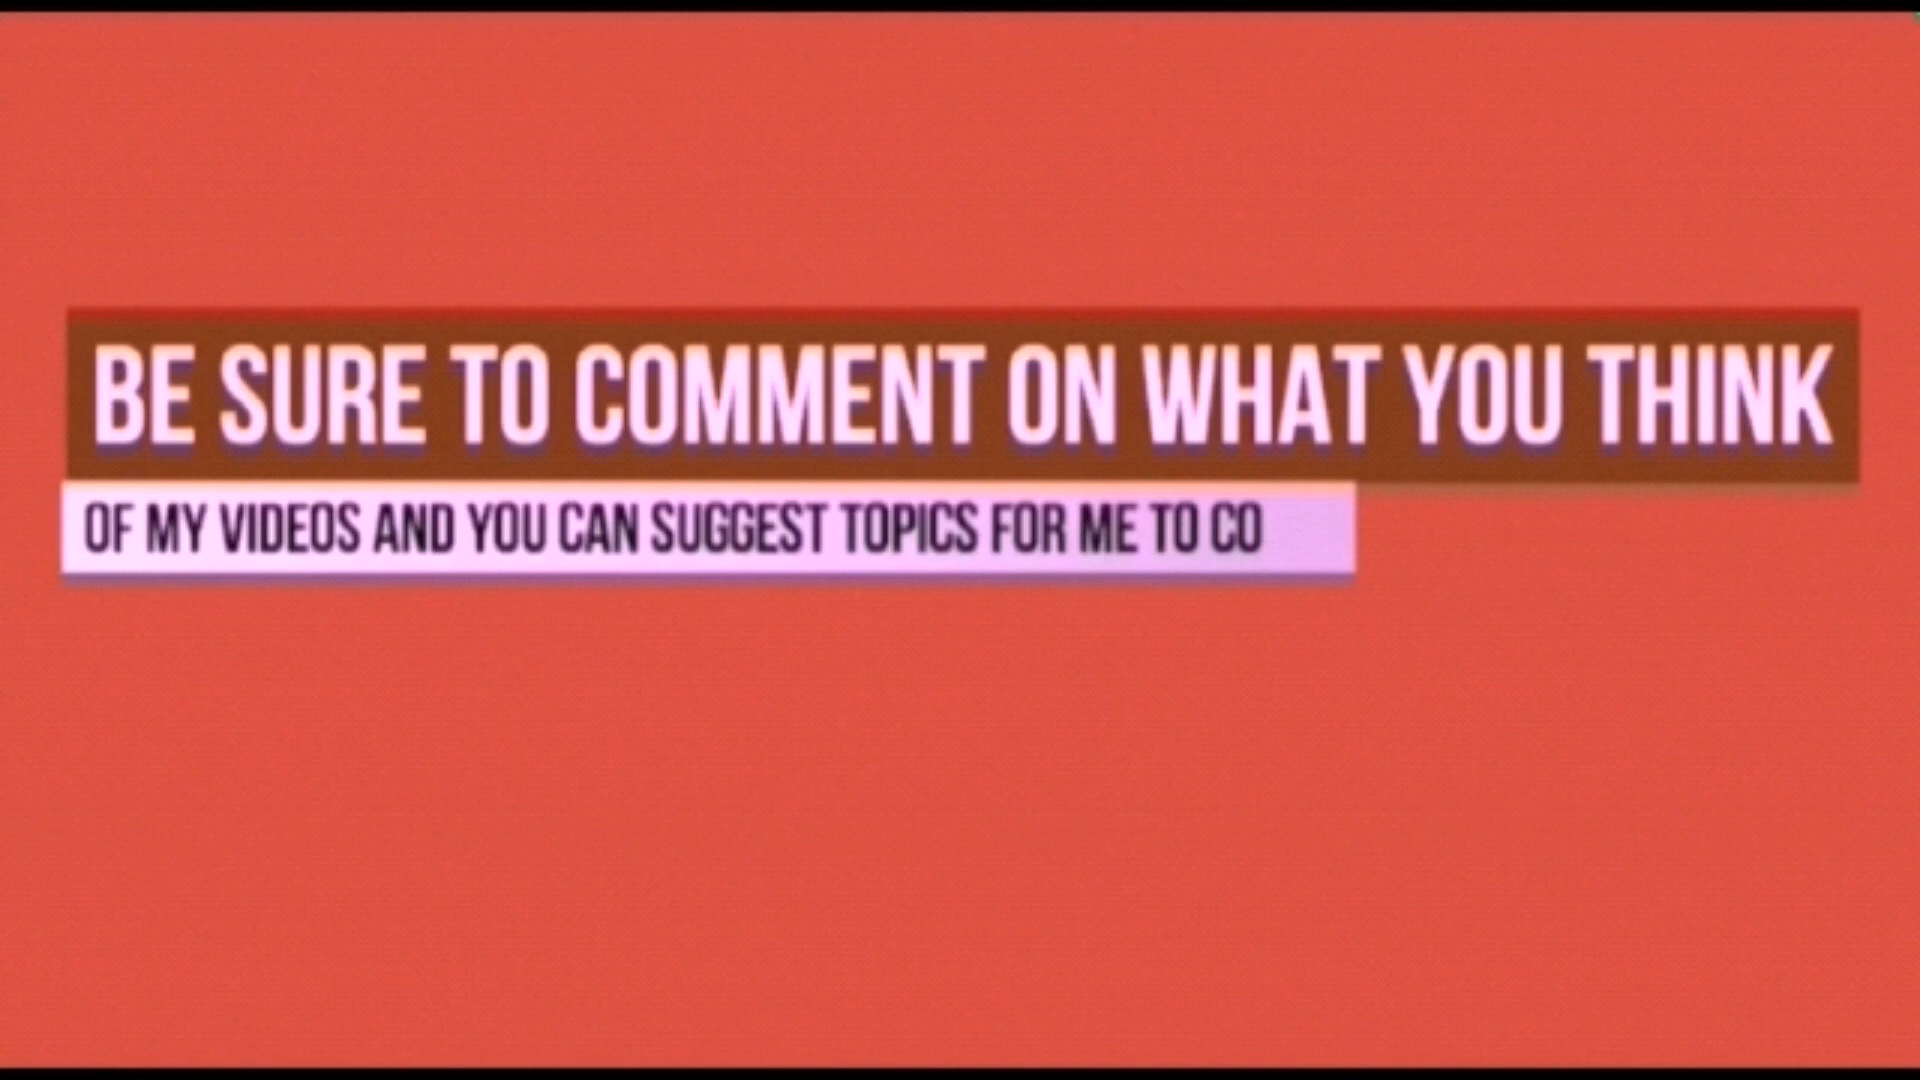 BE SURE TO COMMENT ON WHAT YOU THINK
OF MY VIDEOS AND YOU CAN SUGGEST TOPICS FOR ME TO CO